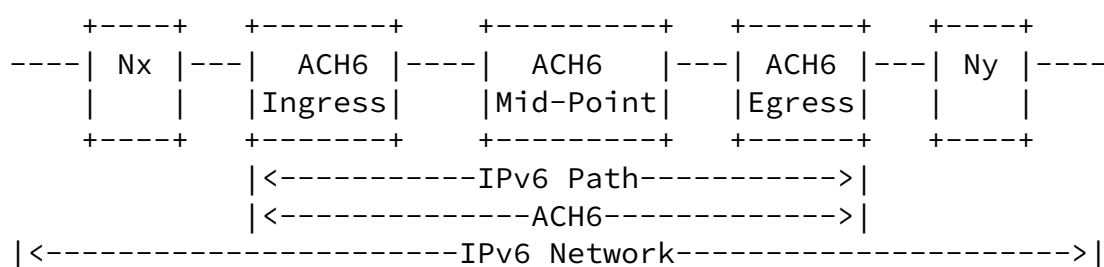 +----+   +-------+    +---------+   +------+   +----+
----| Nx |---|  ACH6 |----|  ACH6   |---| ACH6 |---| Ny |----
    |    |   |Ingress|    |Mid-Point|   |Egress|   |    |
     +----+   +-------+    +---------+   +------+   +----+
             |<-----------IPv6 Path----------->|
             |<--------------ACH6------------->|
|<-----------------------IPv6 Network---------------------->|